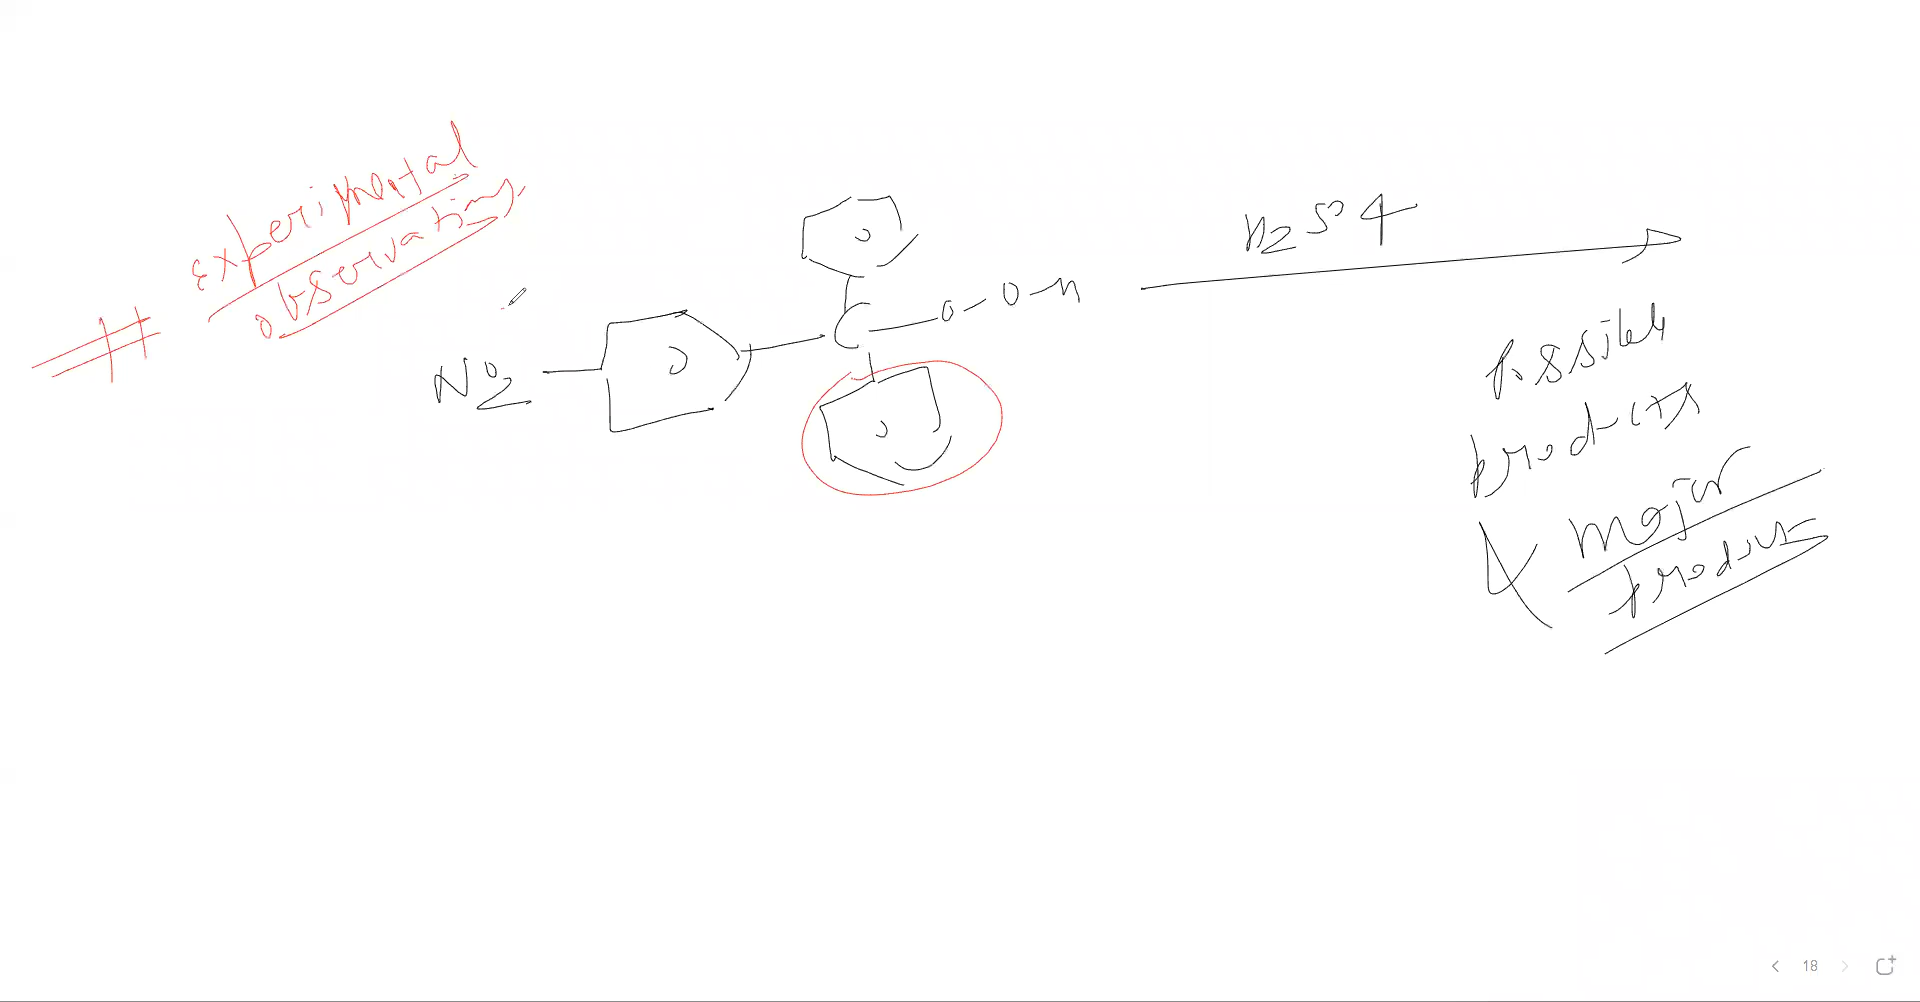 #
experimental
observations
NO2
C
O-O-H
H2SO4
possible
products
& major
product
18